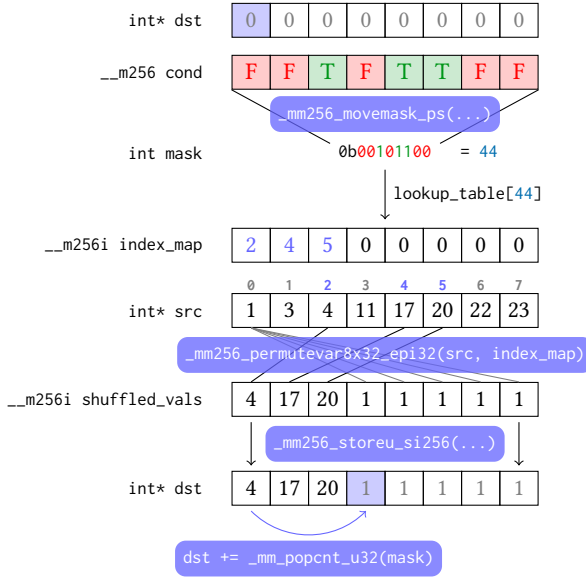 int* dst 0 0 0 0 0 0 0 0
__m256 cond F F T F T T F F
_mm256_movemask_ps(...)
int mask 0b00101100 = 44
lookup_table[44]
__m256i index_map 2 4 5 0 0 0 0 0
0 1 2 3 4 5 6 7
int* src 1 3 4 11 17 20 22 23
_mm256_permutevar8x32_epi32(src, index_map)
__m256i shuffled_vals 4 17 20 1 1 1 1 1
_mm256_storeu_si256(...)
int* dst 4 17 20 1 1 1 1 1
dst += _mm_popcnt_u32(mask)